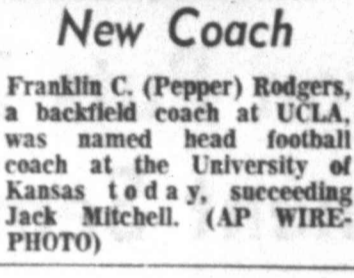 New Coach
Franklin C. (Pepper) Rodgers,
a backfield coach at UCLA,
was named head football
coach at the University of
Kansas today, succeeding
Jack Mitchell. (AP WIRE-
PHOTO)